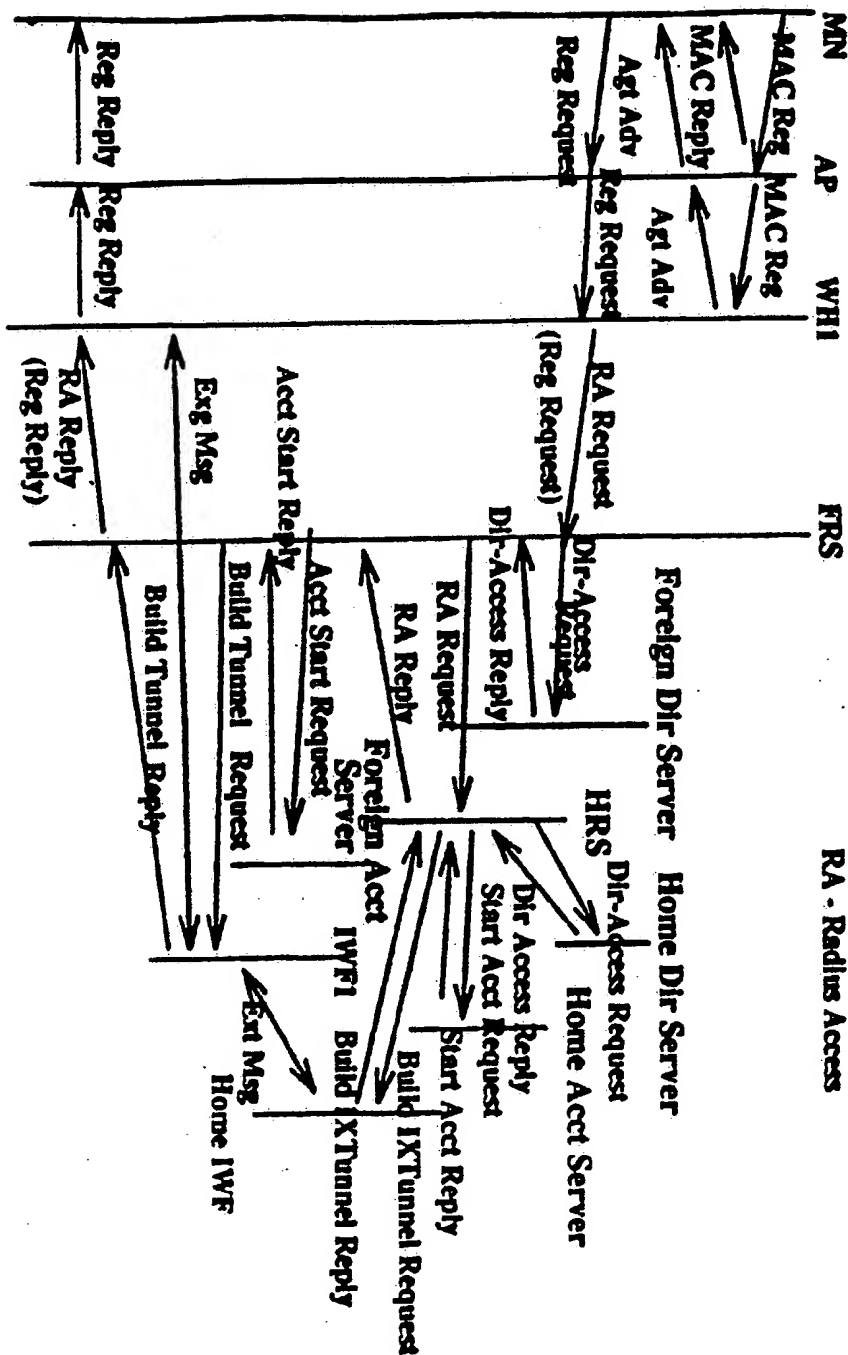 RA - Radius Access
MN
AP
WH1
FRS
Foreign Dir Server
Home Dir Server
MAC Reg
MAC Reg
MAC Reply
Agt Adv
Agt Adv
Reg Request
Reg Request
RA Request
(Reg Request)
Dir-Access
Request
Dir-Access Reply
HRS
Dir-Access Request
Home Acct Server
RA Request
Dir Access Reply
Start Acct Request
Start Acct Reply
RA Reply
Build IXTunnel Request
Foreign Acct
Server
Acct Start Request
Acct Start Reply
IWF1
Build IXTunnel Reply
Build Tunnel Request
Exg Msg
Ext Msg
Home IWF
Build Tunnel Reply
Reg Reply
Reg Reply
RA Reply
(Reg Reply)